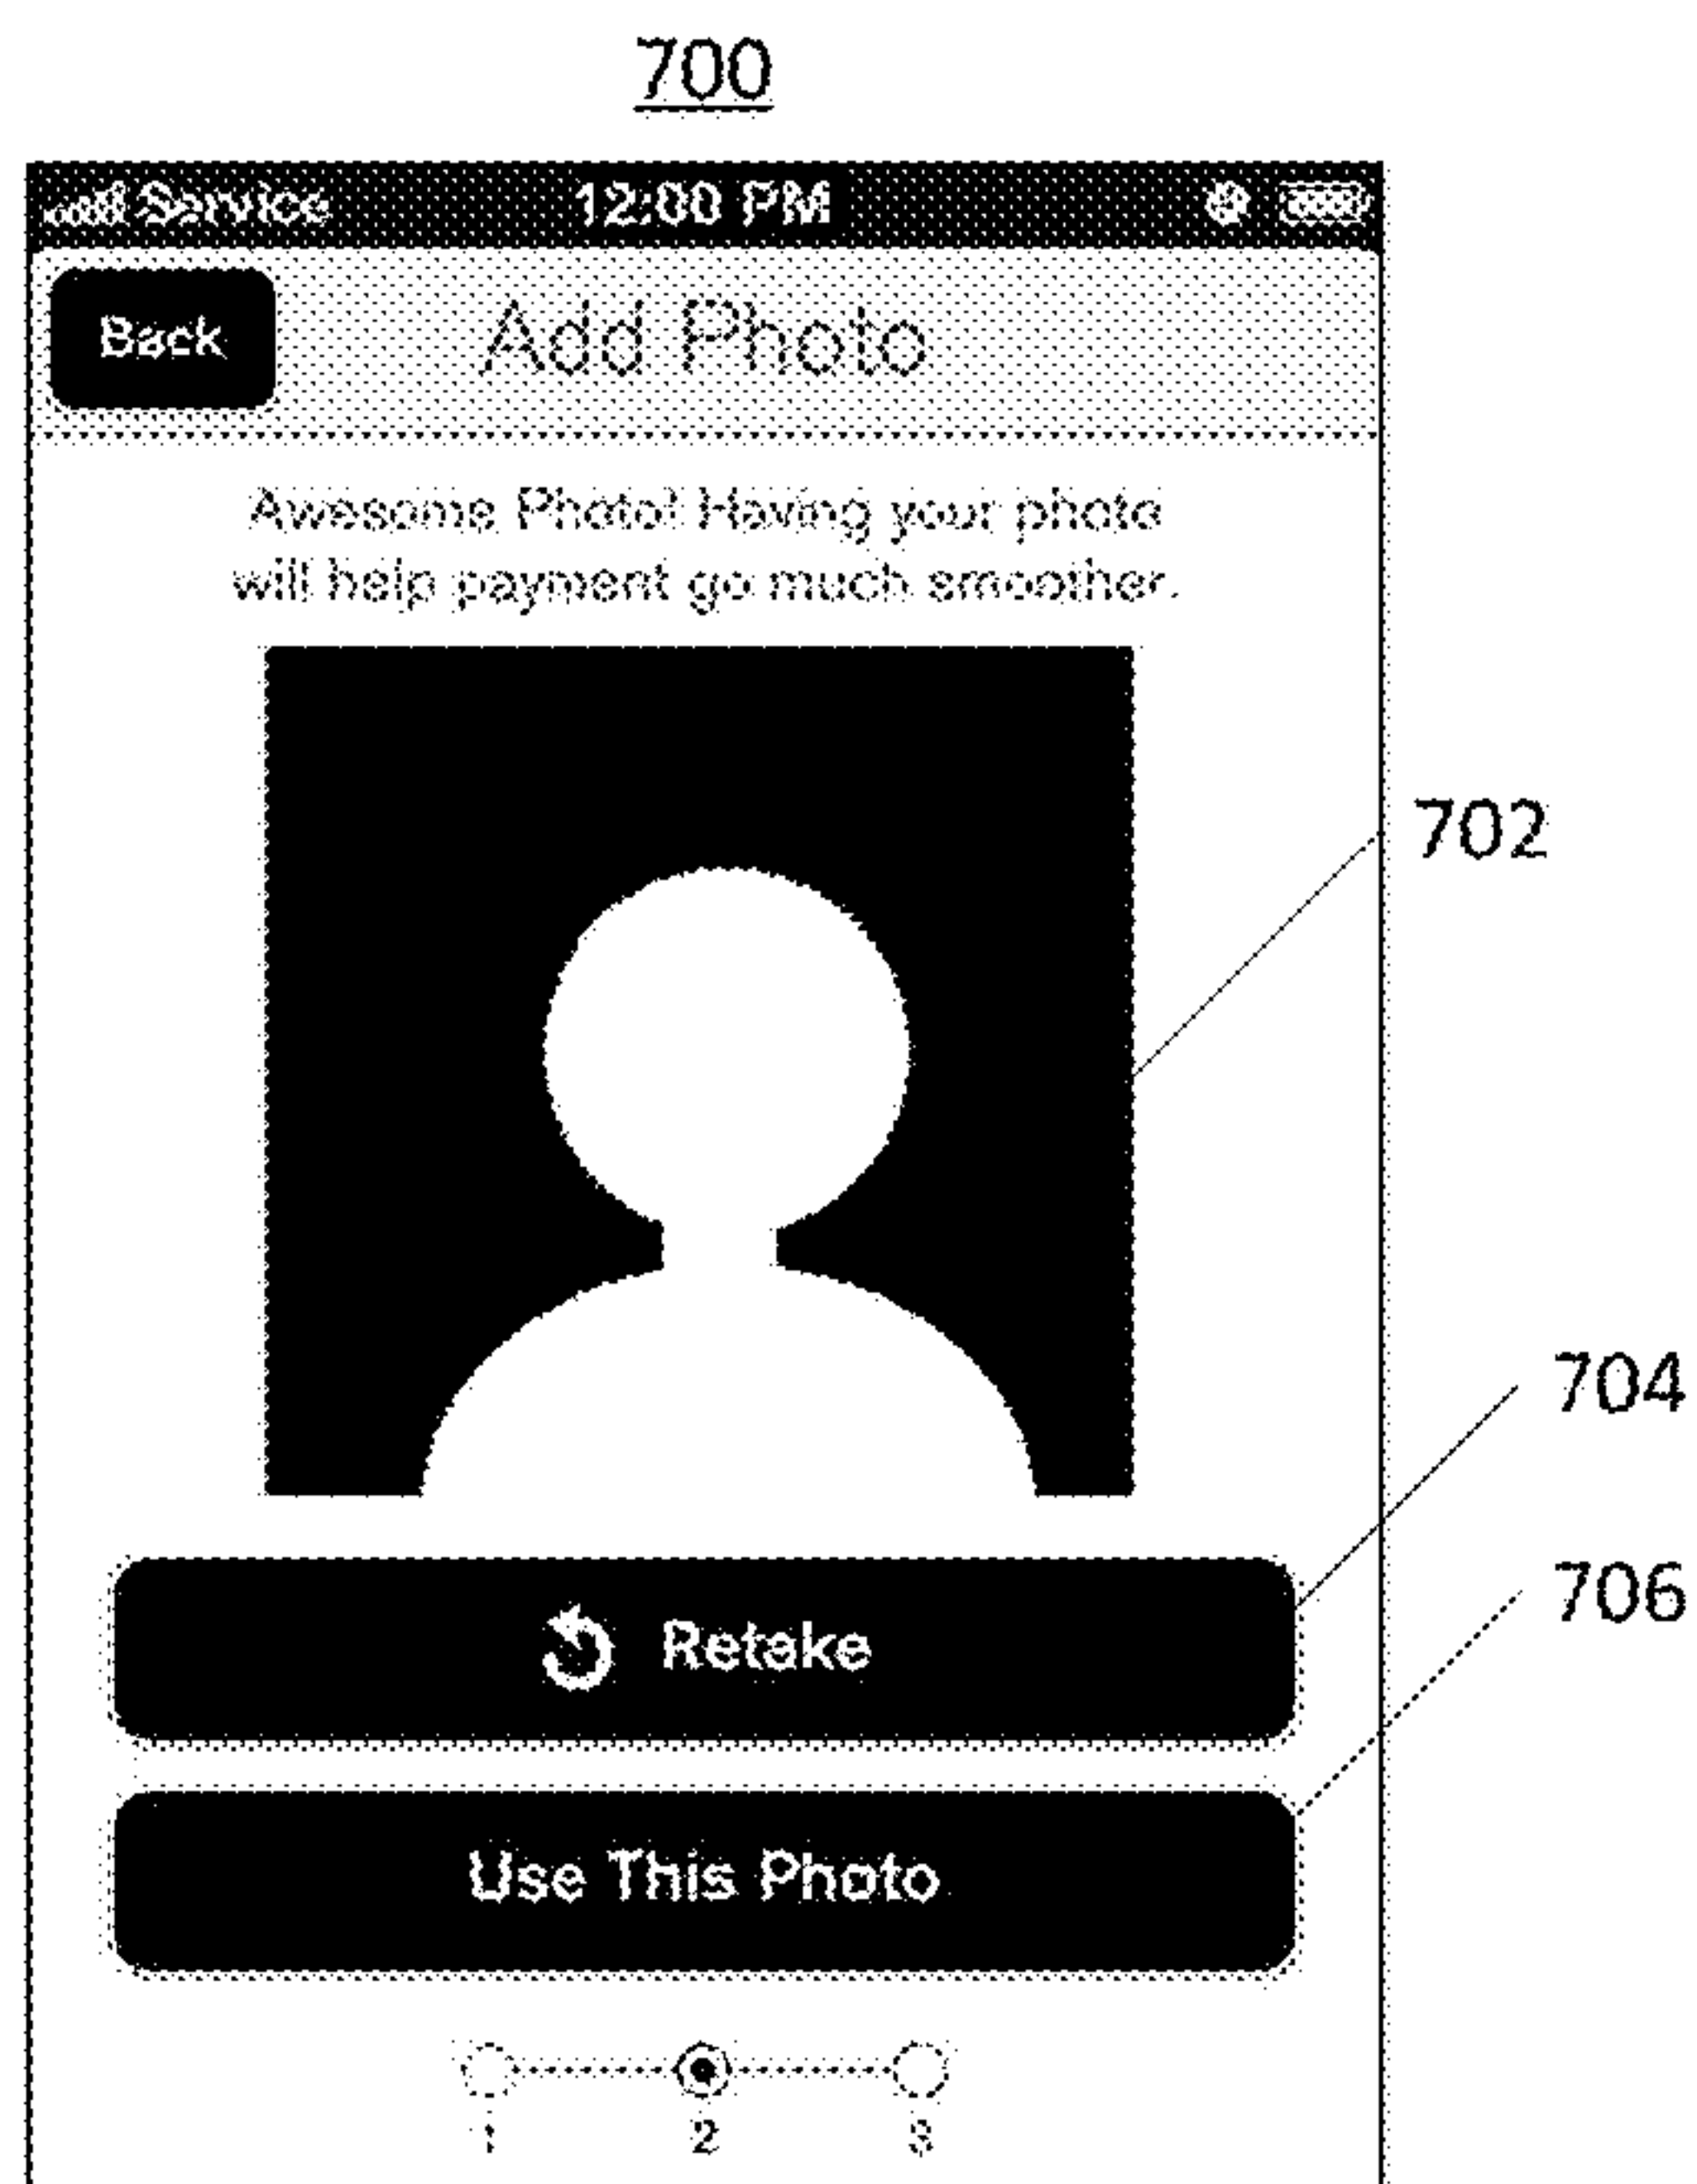 700
Service 12:00 PM
Back Add Photo
Awesome Photo! Having your photo
will help payment go much smoother.
702
704
Retake
706
Use This Photo
1 2 3